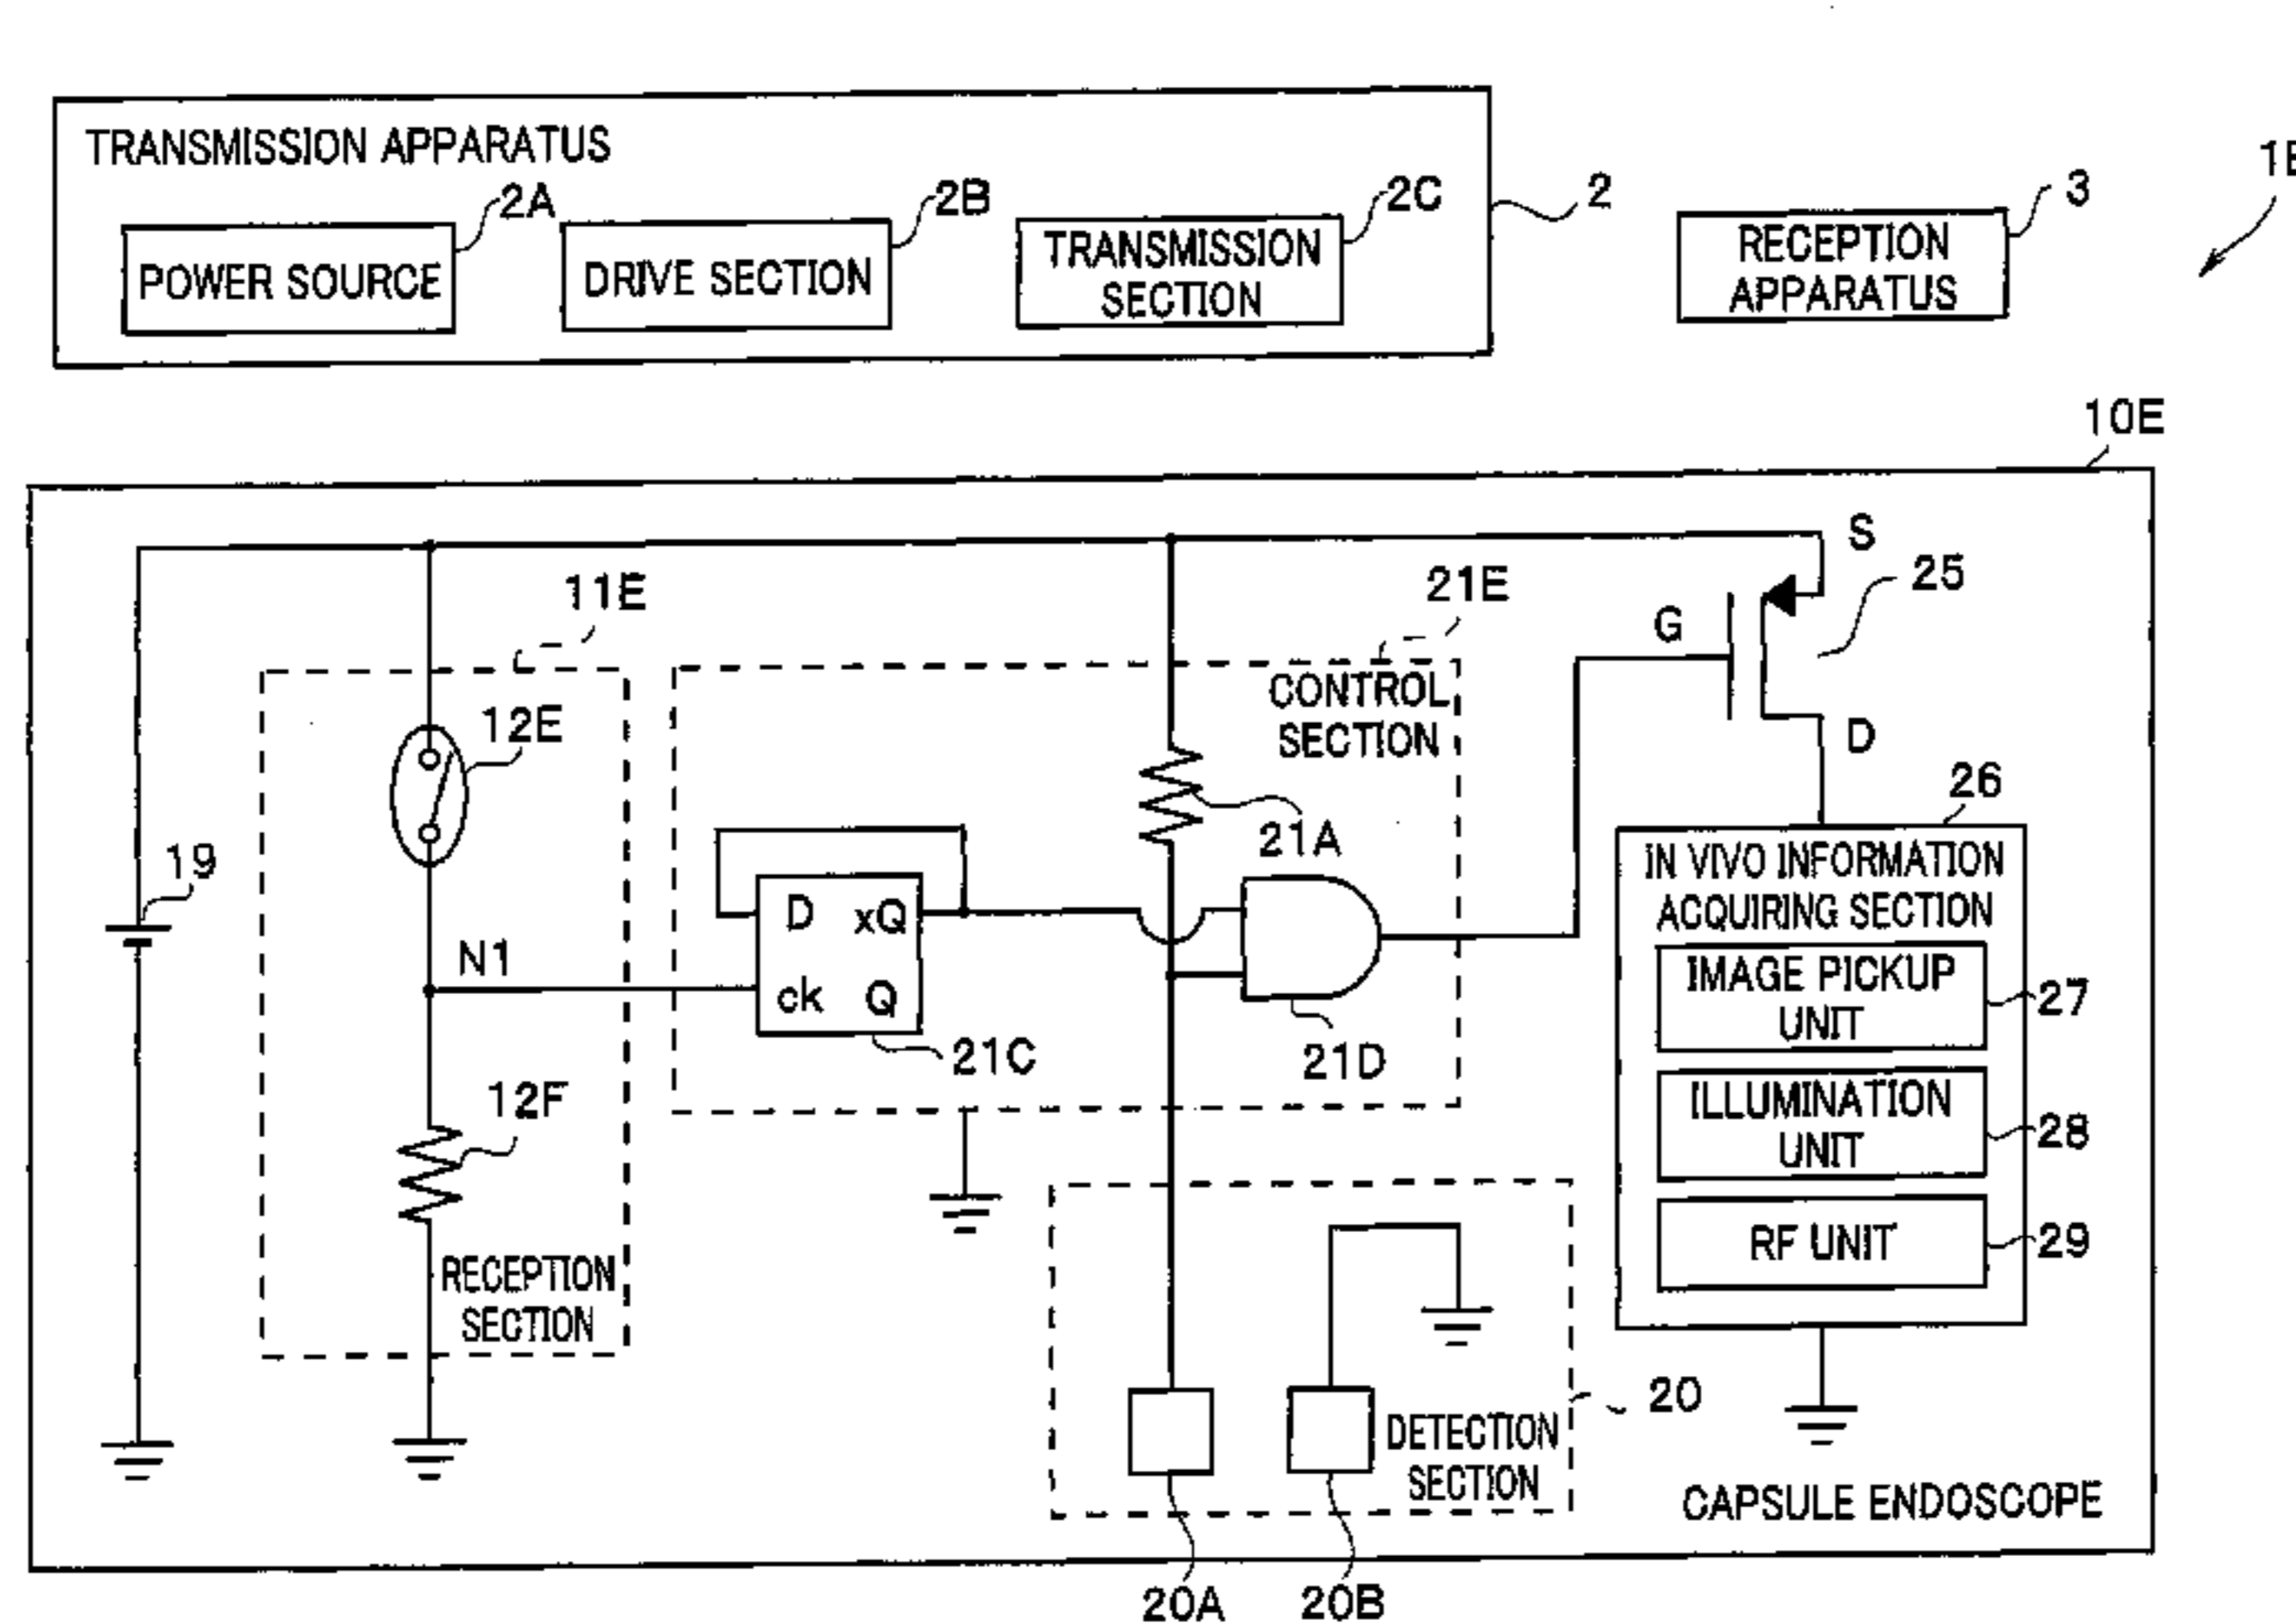 TRANSMISSION APPARATUS
2A
2B
2C
2
3
POWER SOURCE
DRIVE SECTION
TRANSMISSION
SECTION
RECEPTION
APPARATUS
10E
S
11E
21E
25
G
CONTROL
SECTION
12E
D
26
19
21A
IN VIVO INFORMATION
ACQUIRING SECTION
D
xQ
N1
ck
Q
IMAGE PICKUP
UNIT
27
21C
21D
12F
ILLUMINATION
UNIT
28
RF UNIT
29
RECEPTION
SECTION
20
DETECTION
SECTION
CAPSULE ENDOSCOPE
20A
20B